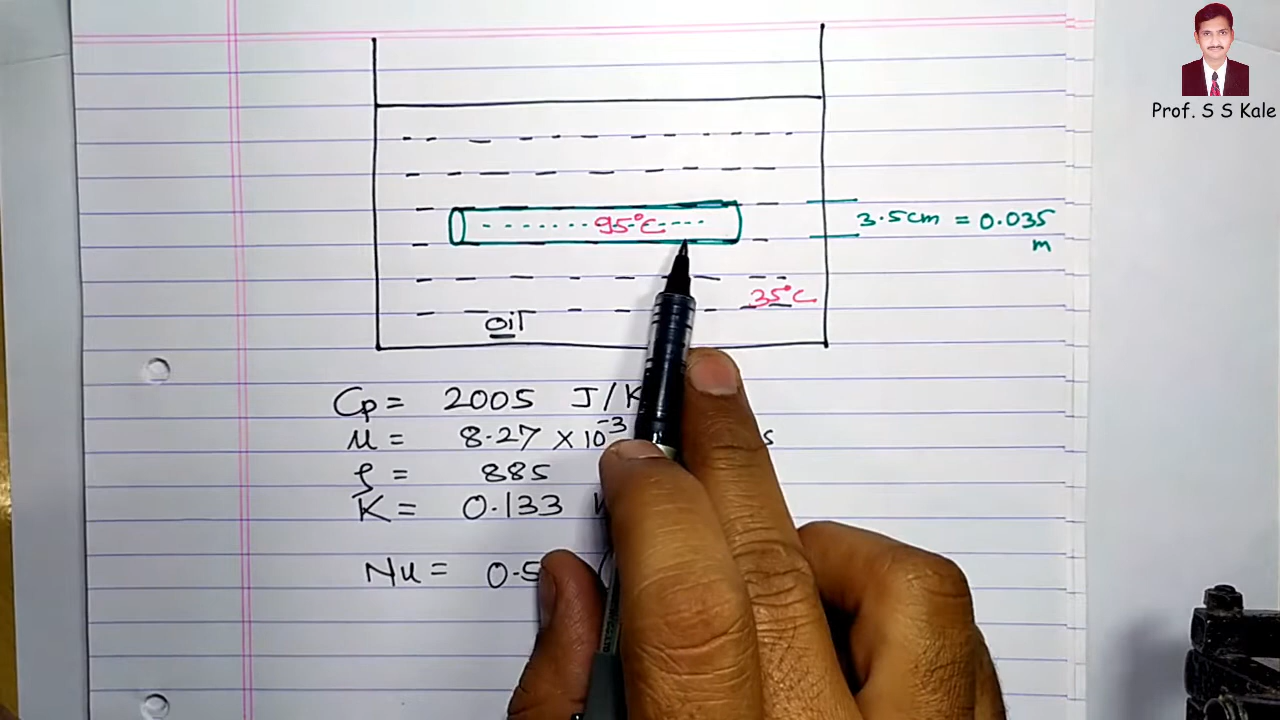 Prof. S S Kale
95°C
3.5cm = 0.035
m
35°C
Oil
Cp = 2005 J/K
μ = 8.27 × 10⁻³ s
ρ = 885
K = 0.133
Nu = 0.5